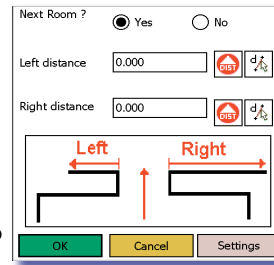 Next Room ? Yes No
Left distance 0.000 DIST d
Right distance 0.000 DIST d
Left Right
OK Cancel Settings